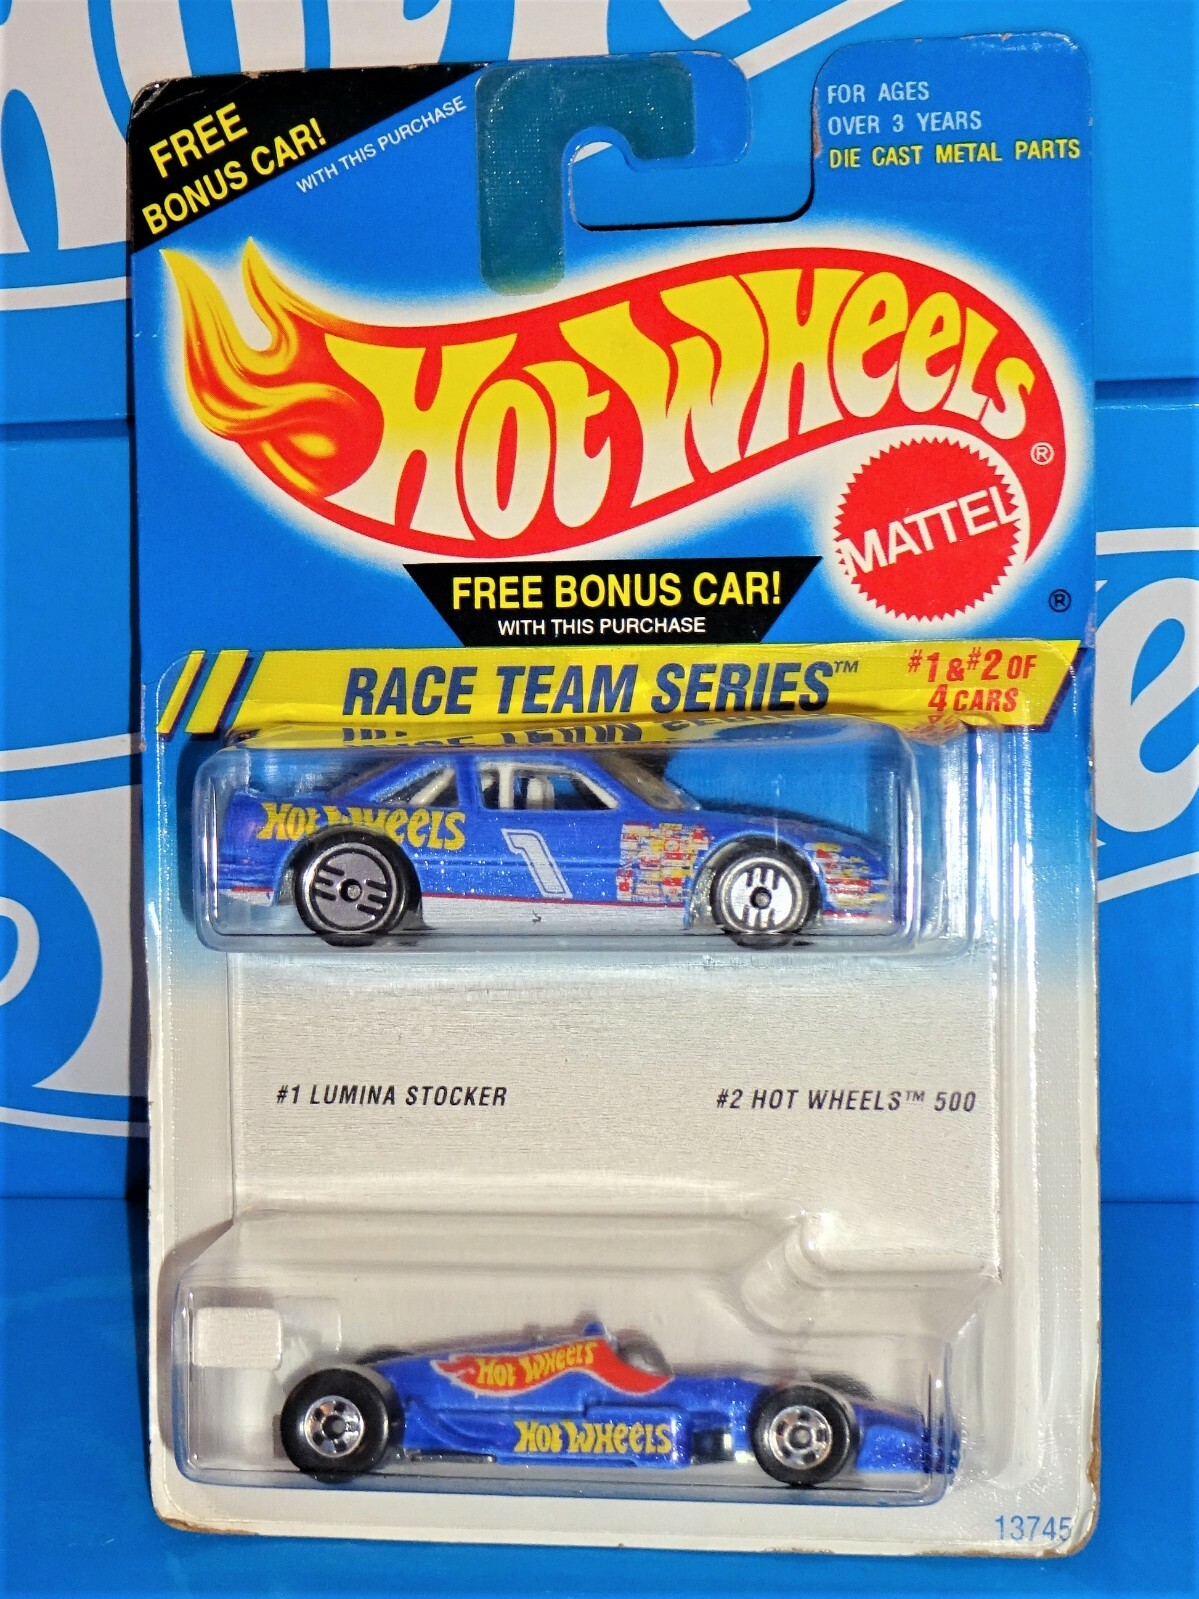 FREE
BONUS CAR!
WITH THIS PURCHASE
FOR AGES
OVER 3 YEARS
DIE CAST METAL PARTS
HOT WHEELS
®
MATTEL
®
FREE BONUS CAR!
WITH THIS PURCHASE
RACE TEAM SERIES™
#1 & #2 OF
4 CARS
HOT WHEELS
1
#1 LUMINA STOCKER
#2 HOT WHEELS™ 500
HOT WHEELS
HOT WHEELS
13745